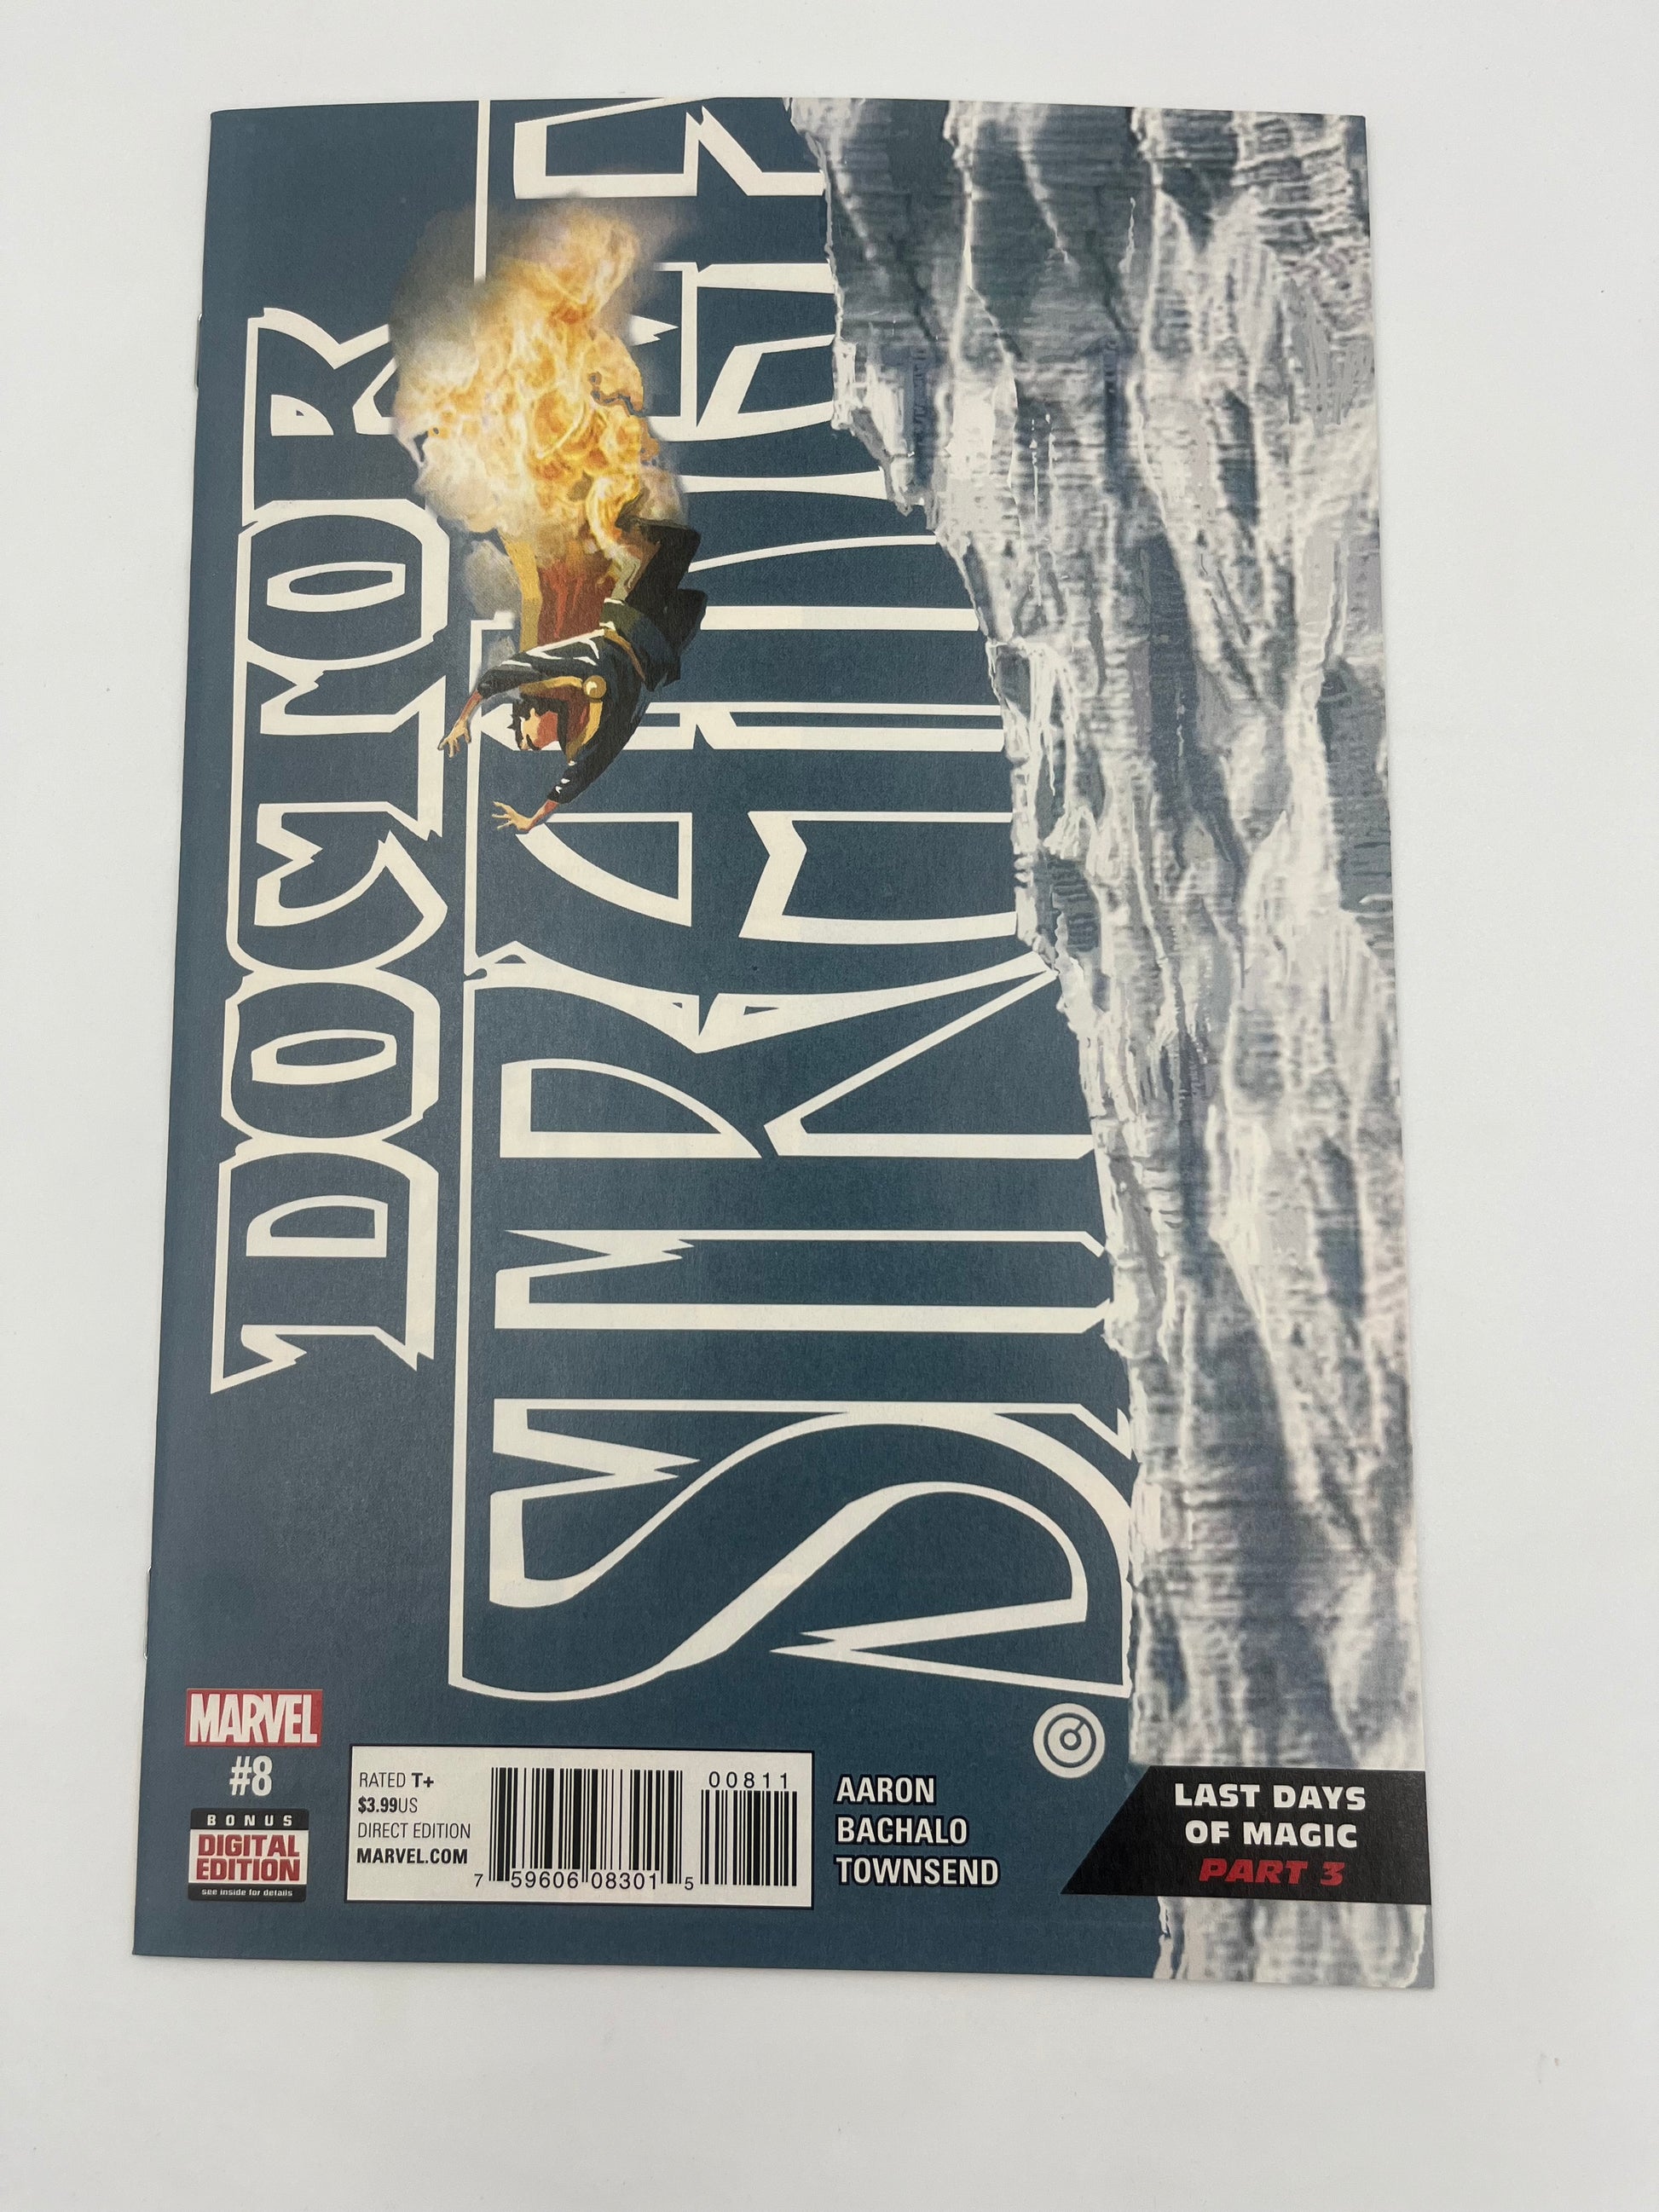 DOCTOR
STRANGE
MARVEL
#8
BONUS
DIGITAL
EDITION
see inside for details
RATED T+
$3.99US
DIRECT EDITION
MARVEL.COM
00811
7 59606 08301 5
AARON
BACHALO
TOWNSEND
LAST DAYS
OF MAGIC
PART 3